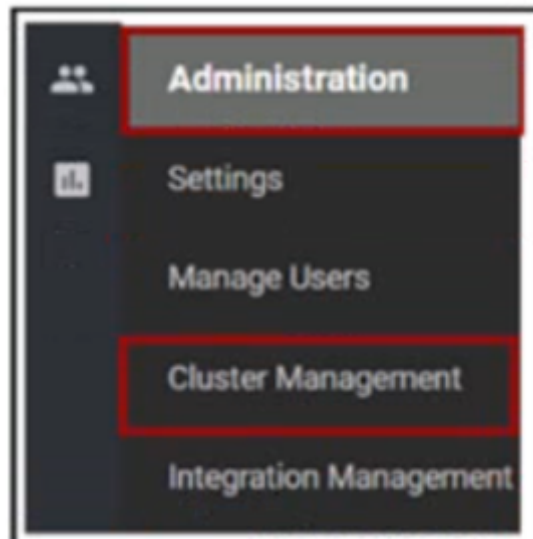 Administration
Settings
Manage Users
Cluster Management
Integration Management